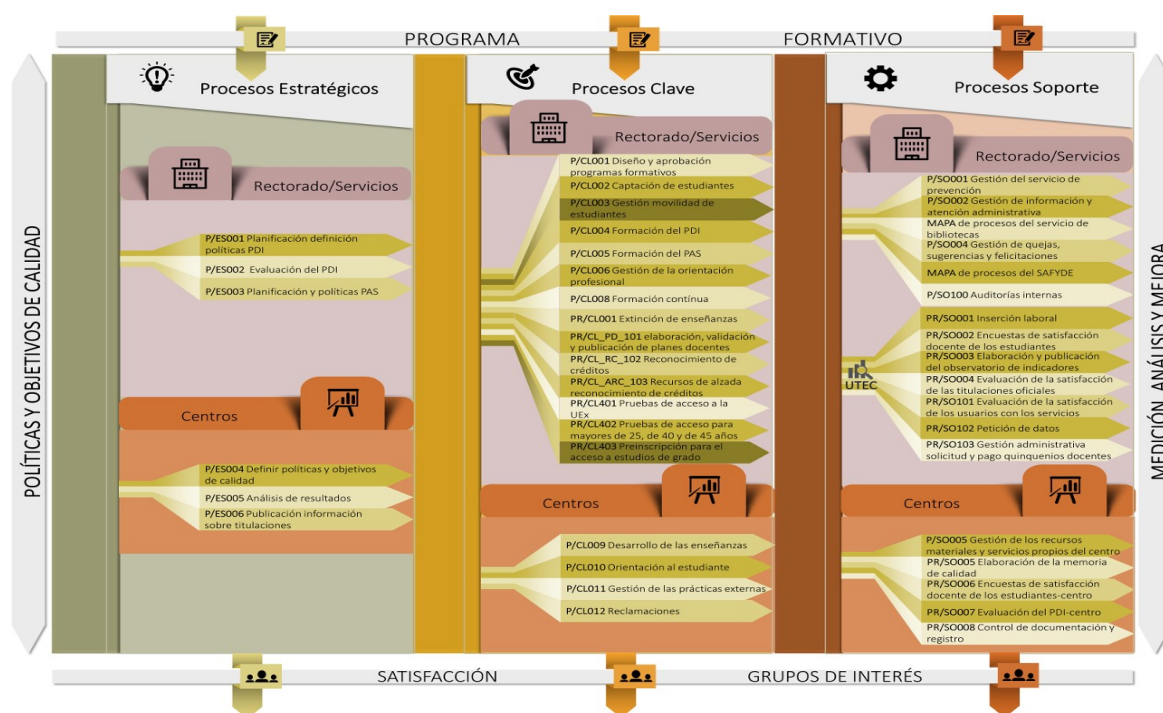 PROGRAMA FORMATIVO
POLÍTICAS Y OBJETIVOS DE CALIDAD
Procesos Estratégicos
Rectorado/Servicios
P/ES001 Planificación definición
políticas PDI
P/ES002 Evaluación del PDI
P/ES003 Planificación y políticas PAS
Centros
P/ES004 Definir políticas y objetivos
de calidad
P/ES005 Análisis de resultados
P/ES006 Publicación información
sobre titulaciones
Procesos Clave
Rectorado/Servicios
P/CL001 Diseño y aprobación
programas formativos
P/CL002 Captación de estudiantes
P/CL003 Gestión movilidad de
estudiantes
P/CL004 Formación del PDI
P/CL005 Formación del PAS
P/CL006 Gestión de la orientación
profesional
P/CL008 Formación contínua
PR/CL001 Extinción de enseñanzas
PR/CL_PD_101 elaboración, validación
y publicación de planes docentes
PR/CL_RC_102 Reconocimiento de
créditos
PR/CL_ARC_103 Recursos de alzada
reconocimiento de créditos
PR/CL401 Pruebas de acceso a la
UEx
PR/CL402 Pruebas de acceso para
mayores de 25, de 40 y de 45 años
PR/CL403 Preinscripción para el
acceso a estudios de grado
Centros
P/CL009 Desarrollo de las enseñanzas
P/CL010 Orientación al estudiante
P/CL011 Gestión de las prácticas externas
P/CL012 Reclamaciones
Procesos Soporte
Rectorado/Servicios
P/SO001 Gestión del servicio de
prevención
P/SO002 Gestión de información y
atención administrativa
MAPA de procesos del servicio de
bibliotecas
P/SO004 Gestión de quejas,
sugerencias y felicitaciones
MAPA de procesos del SAFYDE
P/SO100 Auditorías internas
UTEC
PR/SO001 Inserción laboral
PR/SO002 Encuestas de satisfacción
docente de los estudiantes
PR/SO003 Elaboración y publicación
del observatorio de indicadores
PR/SO004 Evaluación de la satisfacción
de las titulaciones oficiales
PR/SO101 Evaluación de la satisfacción
de los usuarios con los servicios
PR/SO102 Petición de datos
PR/SO103 Gestión administrativa
solicitud y pago quinquenios docentes
Centros
P/SO005 Gestión de los recursos
materiales y servicios propios del centro
PR/SO005 Elaboración de la memoria
de calidad
PR/SO006 Encuestas de satisfacción
docente de los estudiantes-centro
PR/SO007 Evaluación del PDI-centro
PR/SO008 Control de documentación y
registro
MEDICIÓN, ANÁLISIS Y MEJORA
SATISFACCIÓN GRUPOS DE INTERÉS